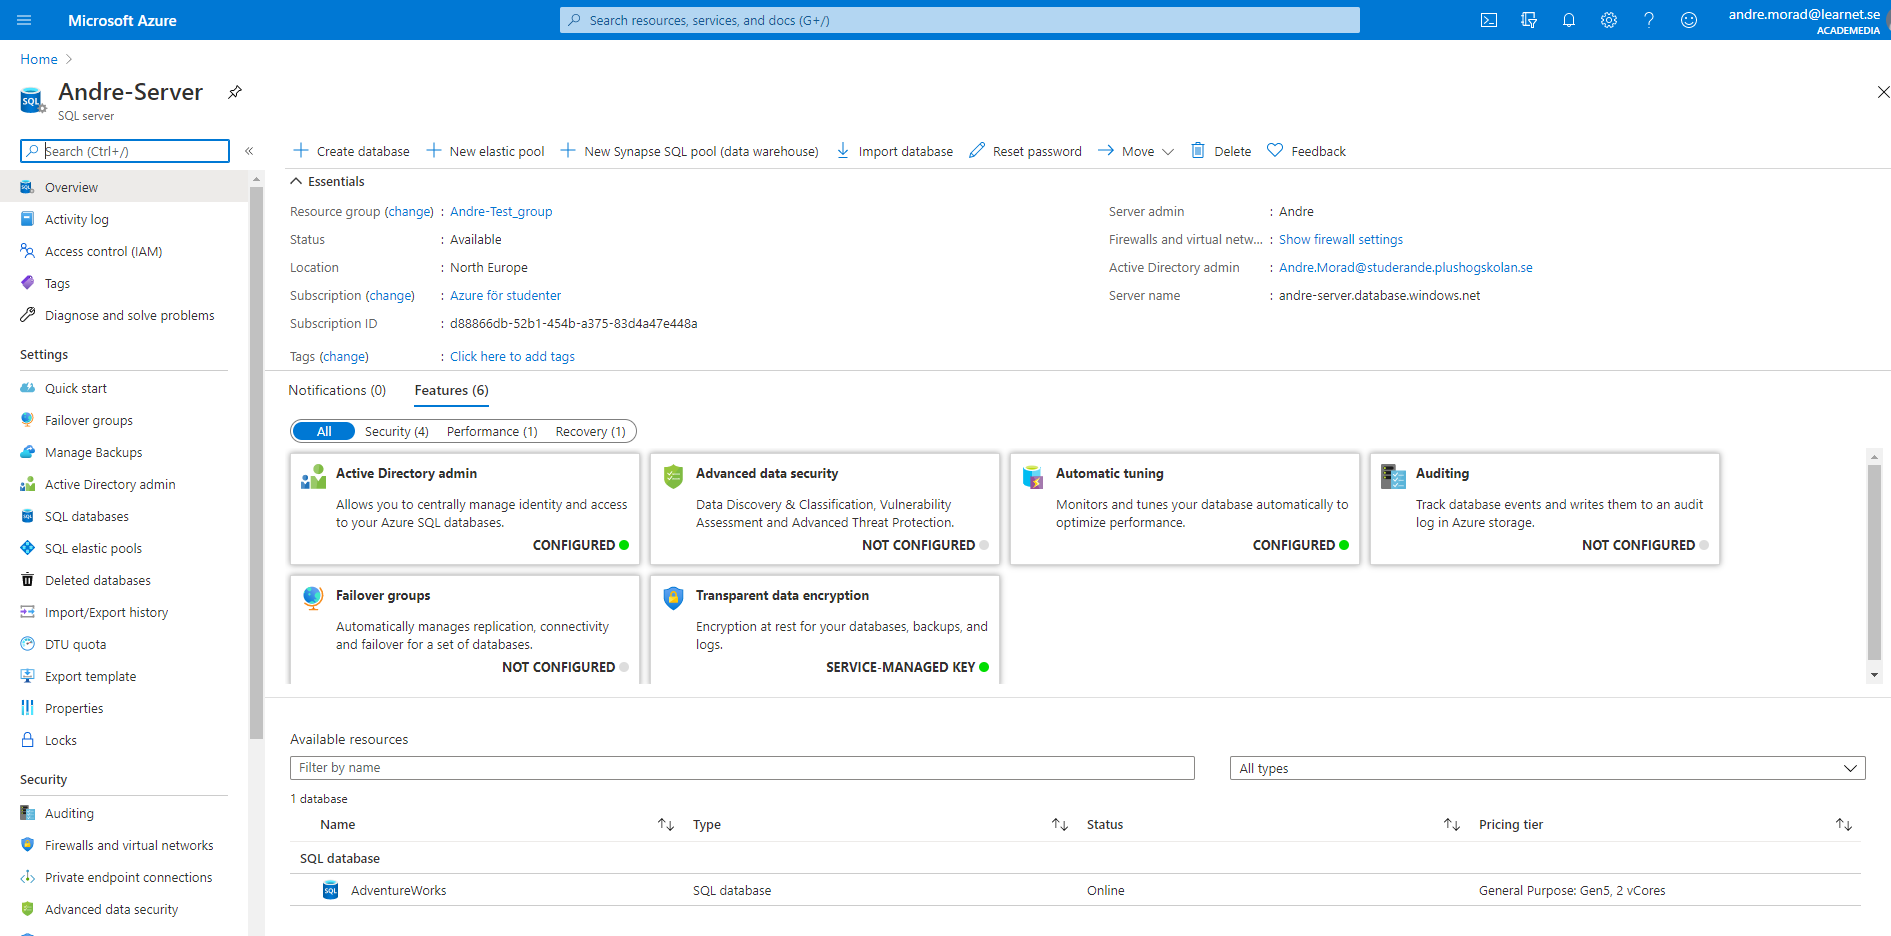 Microsoft Azure
Search resources, services, and docs (G+/)
andre.morad@learnet.se
ACADEMEDIA
Home
Andre-Server
SQL server
Search (Ctrl+/)
Create database
New elastic pool
New Synapse SQL pool (data warehouse)
Import database
Reset password
Move
Delete
Feedback
Overview
Activity log
Access control (IAM)
Tags
Diagnose and solve problems
Settings
Quick start
Failover groups
Manage Backups
Active Directory admin
SQL databases
SQL elastic pools
Deleted databases
Import/Export history
DTU quota
Export template
Properties
Locks
Security
Auditing
Firewalls and virtual networks
Private endpoint connections
Advanced data security
Essentials
Resource group (change) : Andre-Test_group
Status : Available
Location : North Europe
Subscription (change) : Azure för studenter
Subscription ID : d88866db-52b1-454b-a375-83d4a47e448a
Tags (change) : Click here to add tags
Server admin : Andre
Firewalls and virtual netw... : Show firewall settings
Active Directory admin : Andre.Morad@studerande.plushogskolan.se
Server name : andre-server.database.windows.net
Notifications (0) Features (6)
All Security (4) Performance (1) Recovery (1)
Active Directory admin
Allows you to centrally manage identity and access
to your Azure SQL databases.
CONFIGURED
Advanced data security
Data Discovery & Classification, Vulnerability
Assessment and Advanced Threat Protection.
NOT CONFIGURED
Automatic tuning
Monitors and tunes your database automatically to
optimize performance.
CONFIGURED
Auditing
Track database events and writes them to an audit
log in Azure storage.
NOT CONFIGURED
Failover groups
Automatically manages replication, connectivity
and failover for a set of databases.
NOT CONFIGURED
Transparent data encryption
Encryption at rest for your databases, backups, and
logs.
SERVICE-MANAGED KEY
Available resources
Filter by name
All types
1 database
Name Type Status Pricing tier
SQL database
AdventureWorks SQL database Online General Purpose: Gen5, 2 vCores